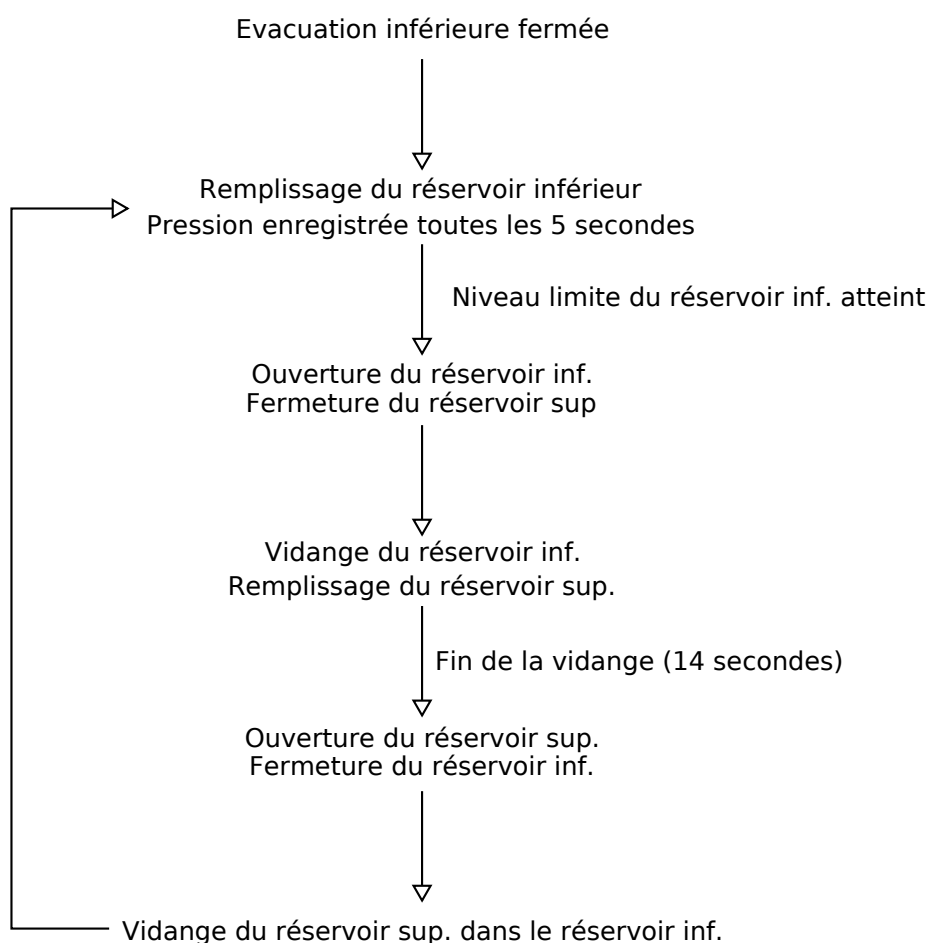 Evacuation inférieure fermée
Remplissage du réservoir inférieur
Pression enregistrée toutes les 5 secondes
Niveau limite du réservoir inf. atteint
Ouverture du réservoir inf.
Fermeture du réservoir sup
Vidange du réservoir inf.
Remplissage du réservoir sup.
Fin de la vidange (14 secondes)
Ouverture du réservoir sup.
Fermeture du réservoir inf.
Vidange du réservoir sup. dans le réservoir inf.